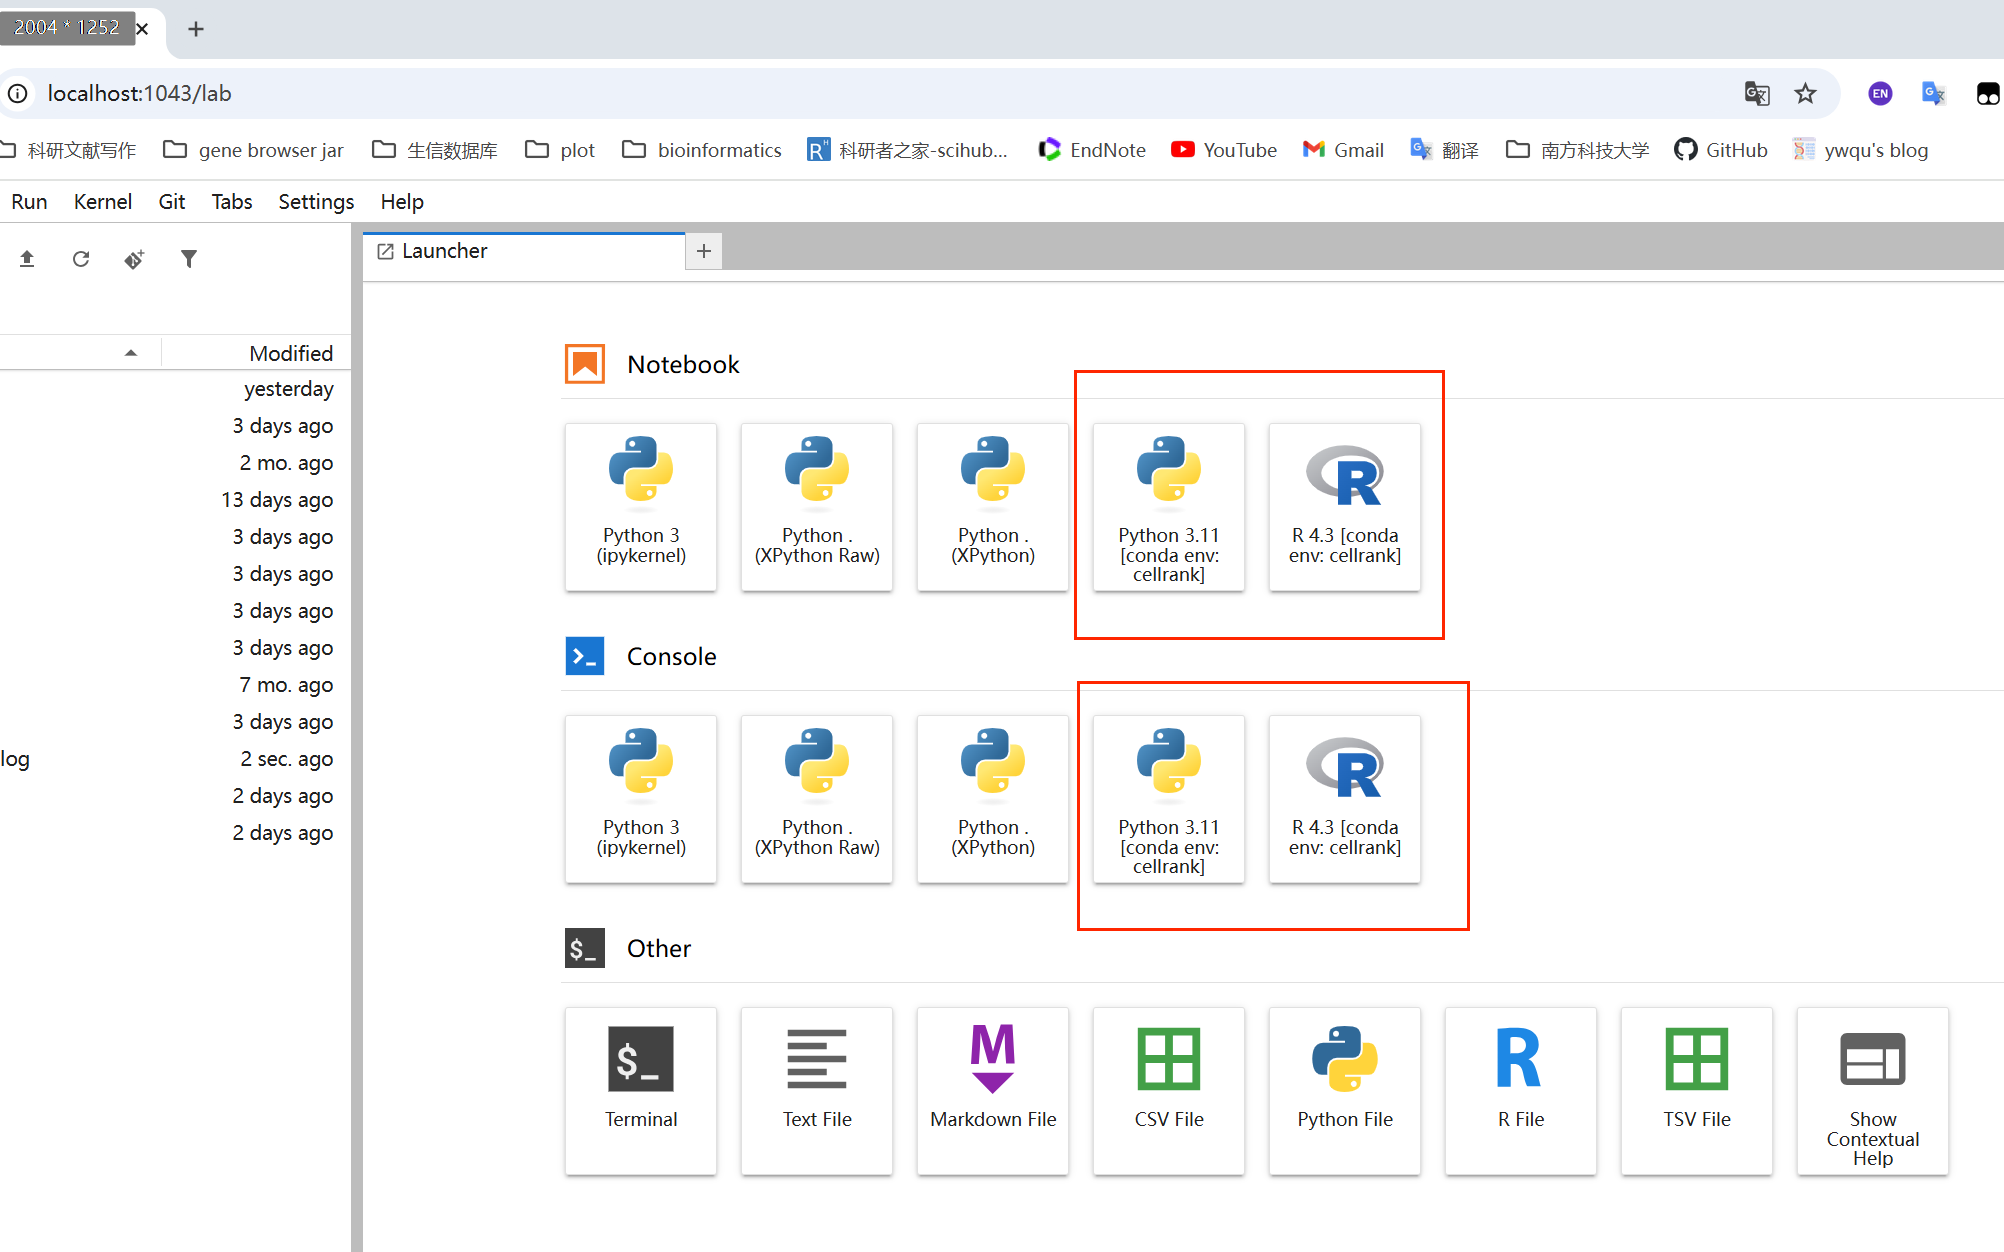 2004 * 1252
localhost:1043/lab
EN
科研文献写作
gene browser jar
生信数据库
plot
bioinformatics
科研者之家-scihub...
EndNote
YouTube
Gmail
翻译
南方科技大学
GitHub
ywqu's blog
Run
Kernel
Git
Tabs
Settings
Help
Launcher
Modified
yesterday
3 days ago
2 mo. ago
13 days ago
3 days ago
3 days ago
3 days ago
3 days ago
7 mo. ago
3 days ago
log
2 sec. ago
2 days ago
2 days ago
Notebook
Python 3
(ipykernel)
Python .
(XPython Raw)
Python .
(XPython)
Python 3.11
[conda env:
cellrank]
R 4.3 [conda
env: cellrank]
Console
Python 3
(ipykernel)
Python .
(XPython Raw)
Python .
(XPython)
Python 3.11
[conda env:
cellrank]
R 4.3 [conda
env: cellrank]
$_ Other
$_
Terminal
Text File
M
Markdown File
CSV File
Python File
R
R File
TSV File
Show
Contextual
Help